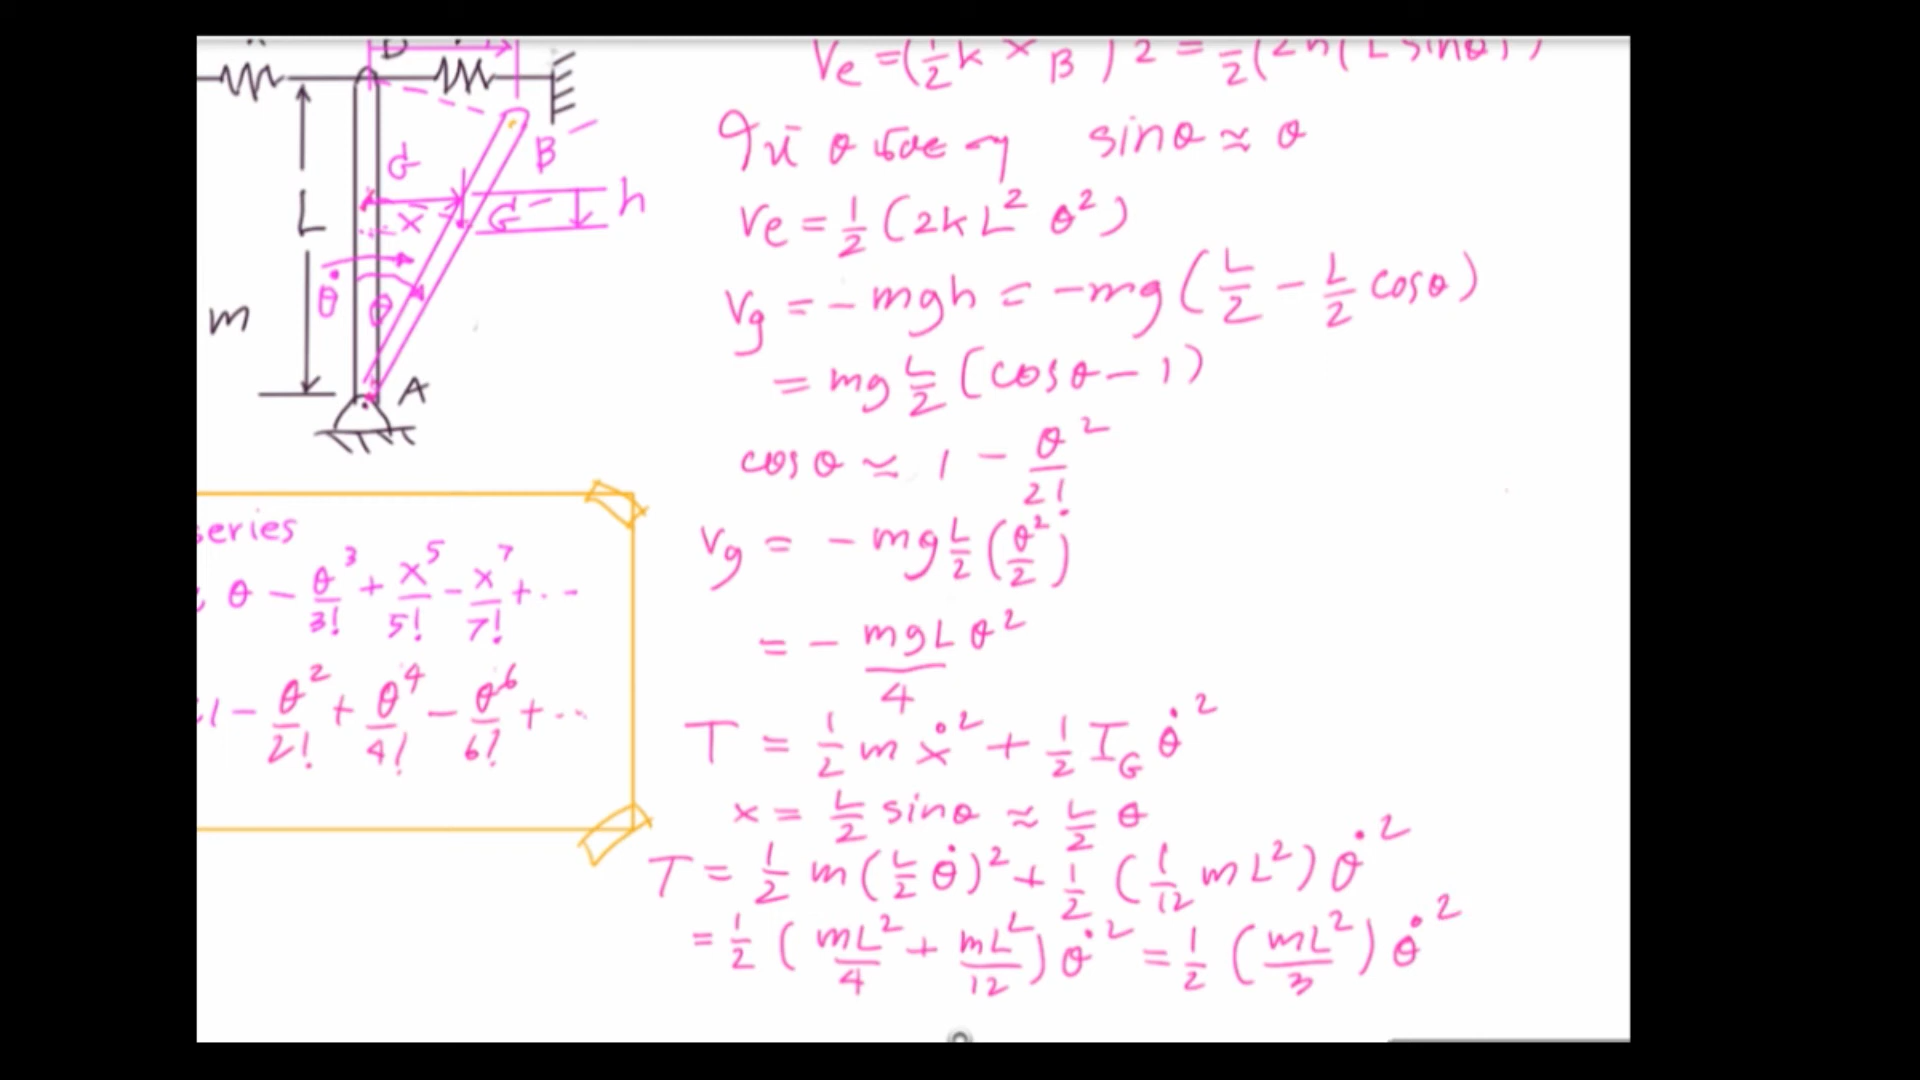 Ve = (1/2 k x B) 2 = 1/2 (2k(L sinθ)
θ sinθ ≈ θ
Ve = 1/2 (2kL² θ²)
Vg = - mgh = - mg (L/2 - L/2 cosθ)
= mg L/2 (cosθ - 1)
cosθ ≈ 1 - θ²/2!
Vg = - mg L/2 (θ²/2)
= - mgL/4 θ²
T = 1/2 m ẋ² + 1/2 I_G θ̇²
x = L/2 sinθ ≈ L/2 θ
T = 1/2 m (L/2 θ̇)² + 1/2 (1/12 mL²) θ̇²
= 1/2 (mL²/4 + mL²/12) θ̇² = 1/2 (mL²/3) θ̇²
G
B
L
x
G
h
θ̇ θ
m
A
series
θ - θ³/3! + x⁵/5! - x⁷/7! + ...
1 - θ²/2! + θ⁴/4! - θ⁶/6! + ...